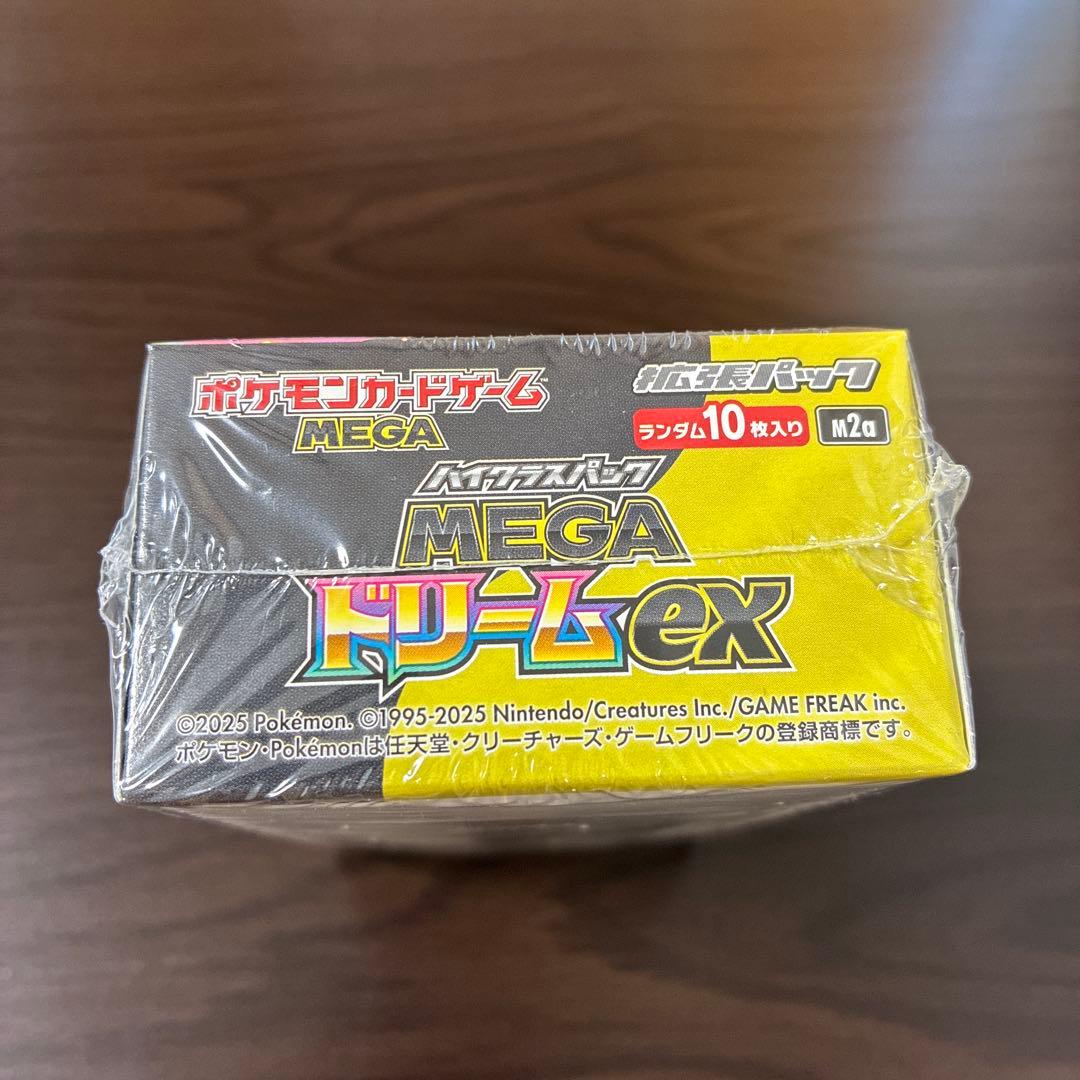 ポケモンカードゲーム™
MEGA
拡張パック
ランダム10枚入り M2a
ハイクラスパック
MEGA
ドリームex
©2025 Pokémon. ©1995-2025 Nintendo/Creatures Inc./GAME FREAK inc.
ポケモン・Pokémonは任天堂・クリーチャーズ・ゲームフリークの登録商標です。